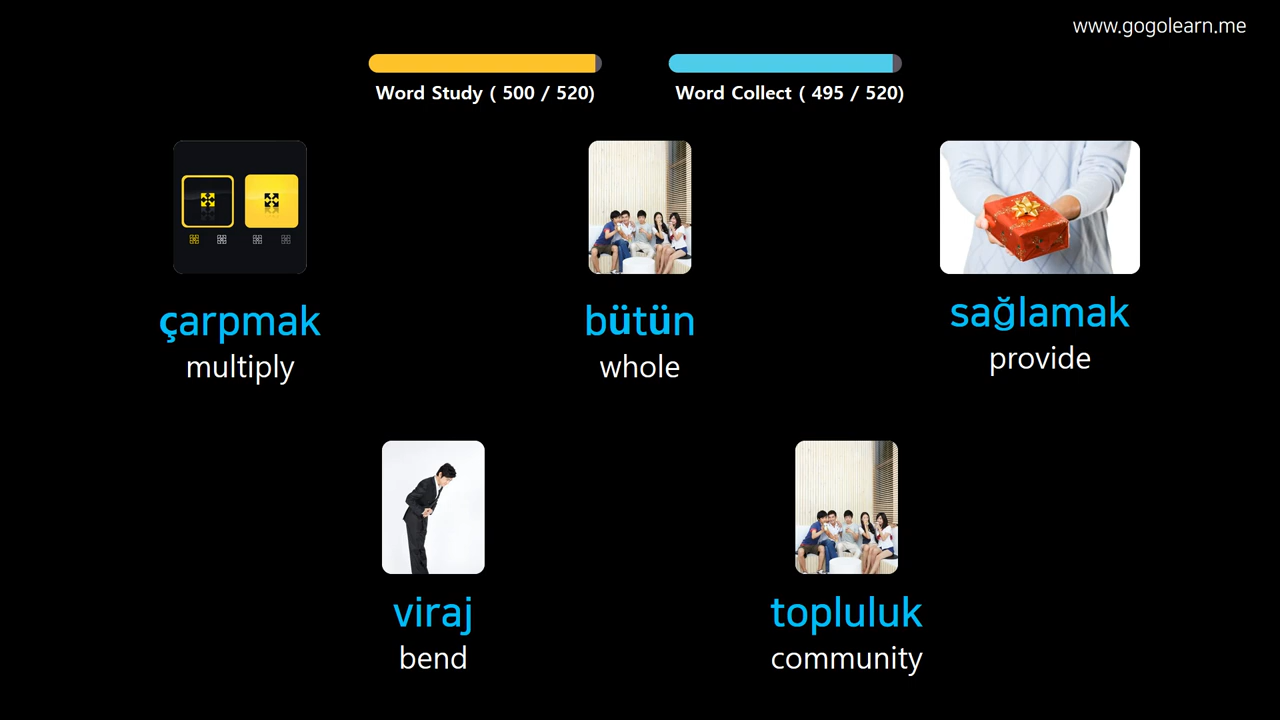 www.gogolearn.me
Word Study ( 500 / 520)
Word Collect ( 495 / 520)
çarpmak
multiply
bütün
whole
sağlamak
provide
viraj
bend
topluluk
community